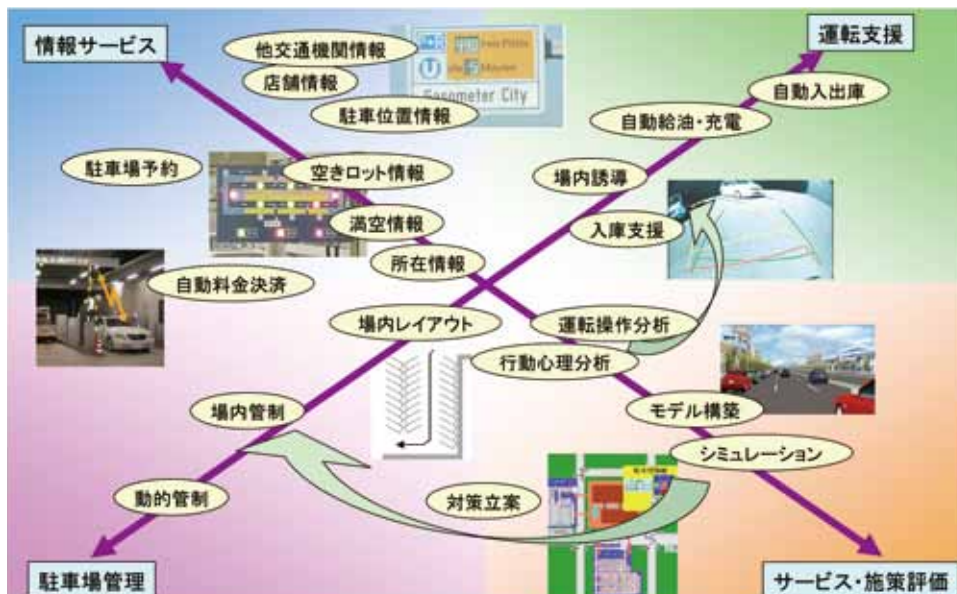 情報サービス
運転支援
他交通機関情報
店舗情報
駐車位置情報
Gasometer City
自動入出庫
自動給油・充電
駐車場予約
空きロット情報
場内誘導
満空情報
入庫支援
所在情報
自動料金決済
場内レイアウト
運転操作分析
行動心理分析
場内管制
モデル構築
シミュレーション
動的管制
対策立案
駐車場管理
サービス・施策評価